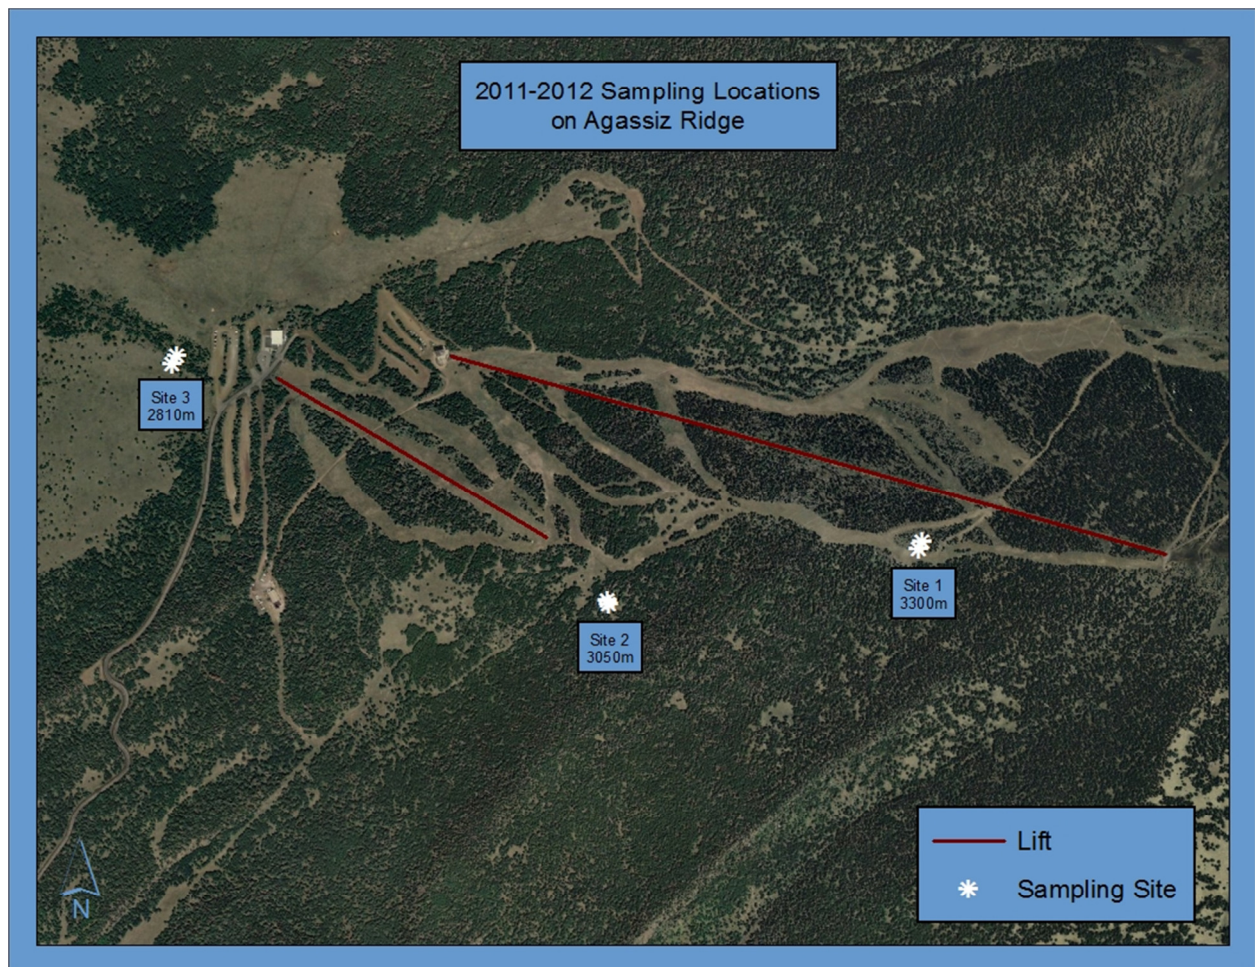 2011-2012 Sampling Locations
on Agassiz Ridge
Site 3
2810m
Site 1
3300m
Site 2
3050m
Lift
Sampling Site
N